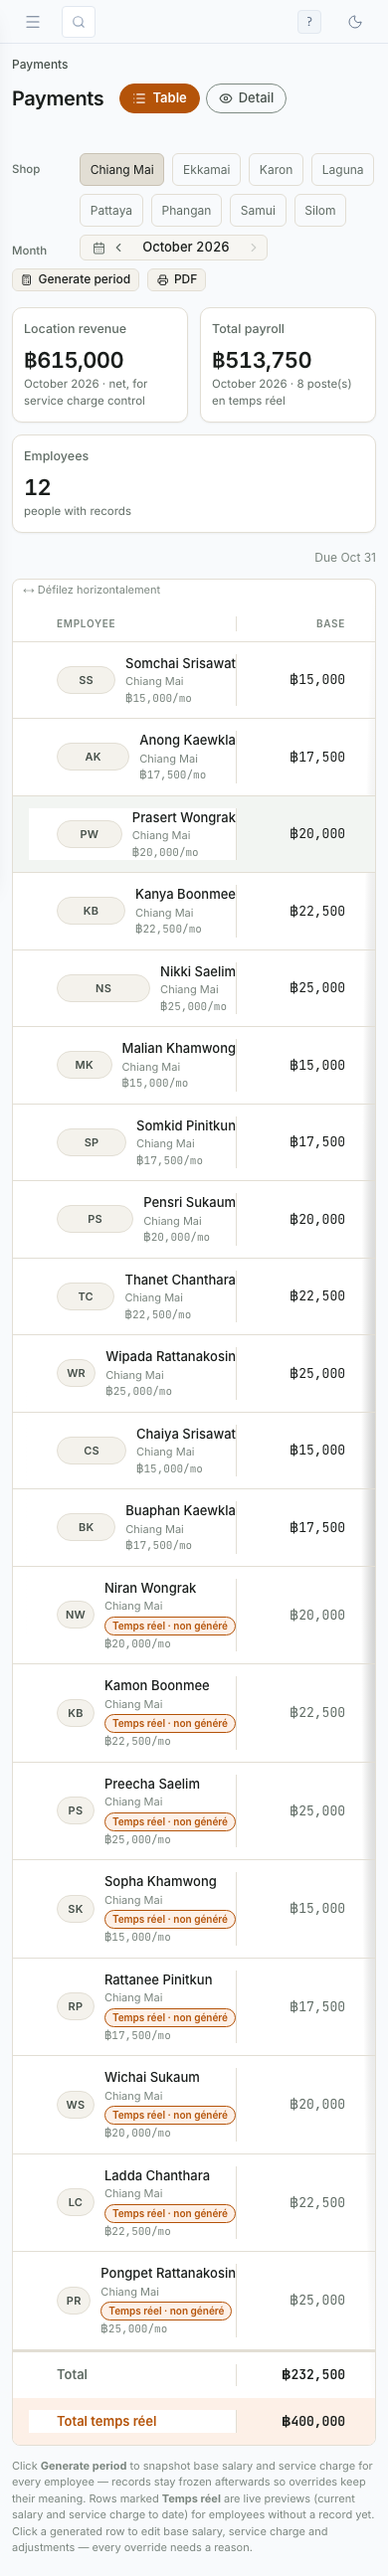 ?
Payments
Payments
Table
Detail
Shop
Chiang Mai
Ekkamai
Karon
Laguna
Pattaya
Phangan
Samui
Silom
Month
October 2026
Generate period
PDF
Location revenue
฿615,000
October 2026 · net, for
service charge control
Total payroll
฿513,750
October 2026 · 8 poste(s)
en temps réel
Employees
12
people with records
Due Oct 31
↔ Défilez horizontalement
EMPLOYEE
BASE
SS
Somchai Srisawat
Chiang Mai
฿15,000/mo
฿15,000
AK
Anong Kaewkla
Chiang Mai
฿17,500/mo
฿17,500
PW
Prasert Wongrak
Chiang Mai
฿20,000/mo
฿20,000
KB
Kanya Boonmee
Chiang Mai
฿22,500/mo
฿22,500
NS
Nikki Saelim
Chiang Mai
฿25,000/mo
฿25,000
MK
Malian Khamwong
Chiang Mai
฿15,000/mo
฿15,000
SP
Somkid Pinitkun
Chiang Mai
฿17,500/mo
฿17,500
PS
Pensri Sukaum
Chiang Mai
฿20,000/mo
฿20,000
TC
Thanet Chanthara
Chiang Mai
฿22,500/mo
฿22,500
WR
Wipada Rattanakosin
Chiang Mai
฿25,000/mo
฿25,000
CS
Chaiya Srisawat
Chiang Mai
฿15,000/mo
฿15,000
BK
Buaphan Kaewkla
Chiang Mai
฿17,500/mo
฿17,500
NW
Niran Wongrak
Chiang Mai
Temps réel · non généré
฿20,000/mo
฿20,000
KB
Kamon Boonmee
Chiang Mai
Temps réel · non généré
฿22,500/mo
฿22,500
PS
Preecha Saelim
Chiang Mai
Temps réel · non généré
฿25,000/mo
฿25,000
SK
Sopha Khamwong
Chiang Mai
Temps réel · non généré
฿15,000/mo
฿15,000
RP
Rattanee Pinitkun
Chiang Mai
Temps réel · non généré
฿17,500/mo
฿17,500
WS
Wichai Sukaum
Chiang Mai
Temps réel · non généré
฿20,000/mo
฿20,000
LC
Ladda Chanthara
Chiang Mai
Temps réel · non généré
฿22,500/mo
฿22,500
PR
Pongpet Rattanakosin
Chiang Mai
Temps réel · non généré
฿25,000/mo
฿25,000
Total
฿232,500
Total temps réel
฿400,000
Click Generate period to snapshot base salary and service charge for
every employee — records stay frozen afterwards so overrides keep
their meaning. Rows marked Temps réel are live previews (current
salary and service charge to date) for employees without a record yet.
Click a generated row to edit base salary, service charge and
adjustments — every override needs a reason.